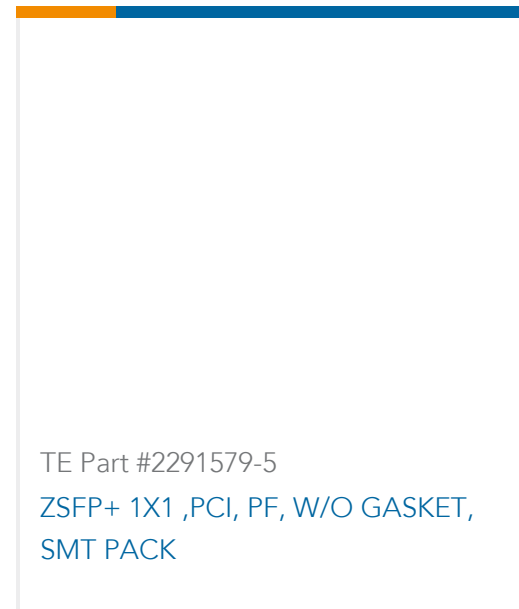 TE Part #2291579-5
ZSFP+ 1X1 ,PCI, PF, W/O GASKET,
SMT PACK